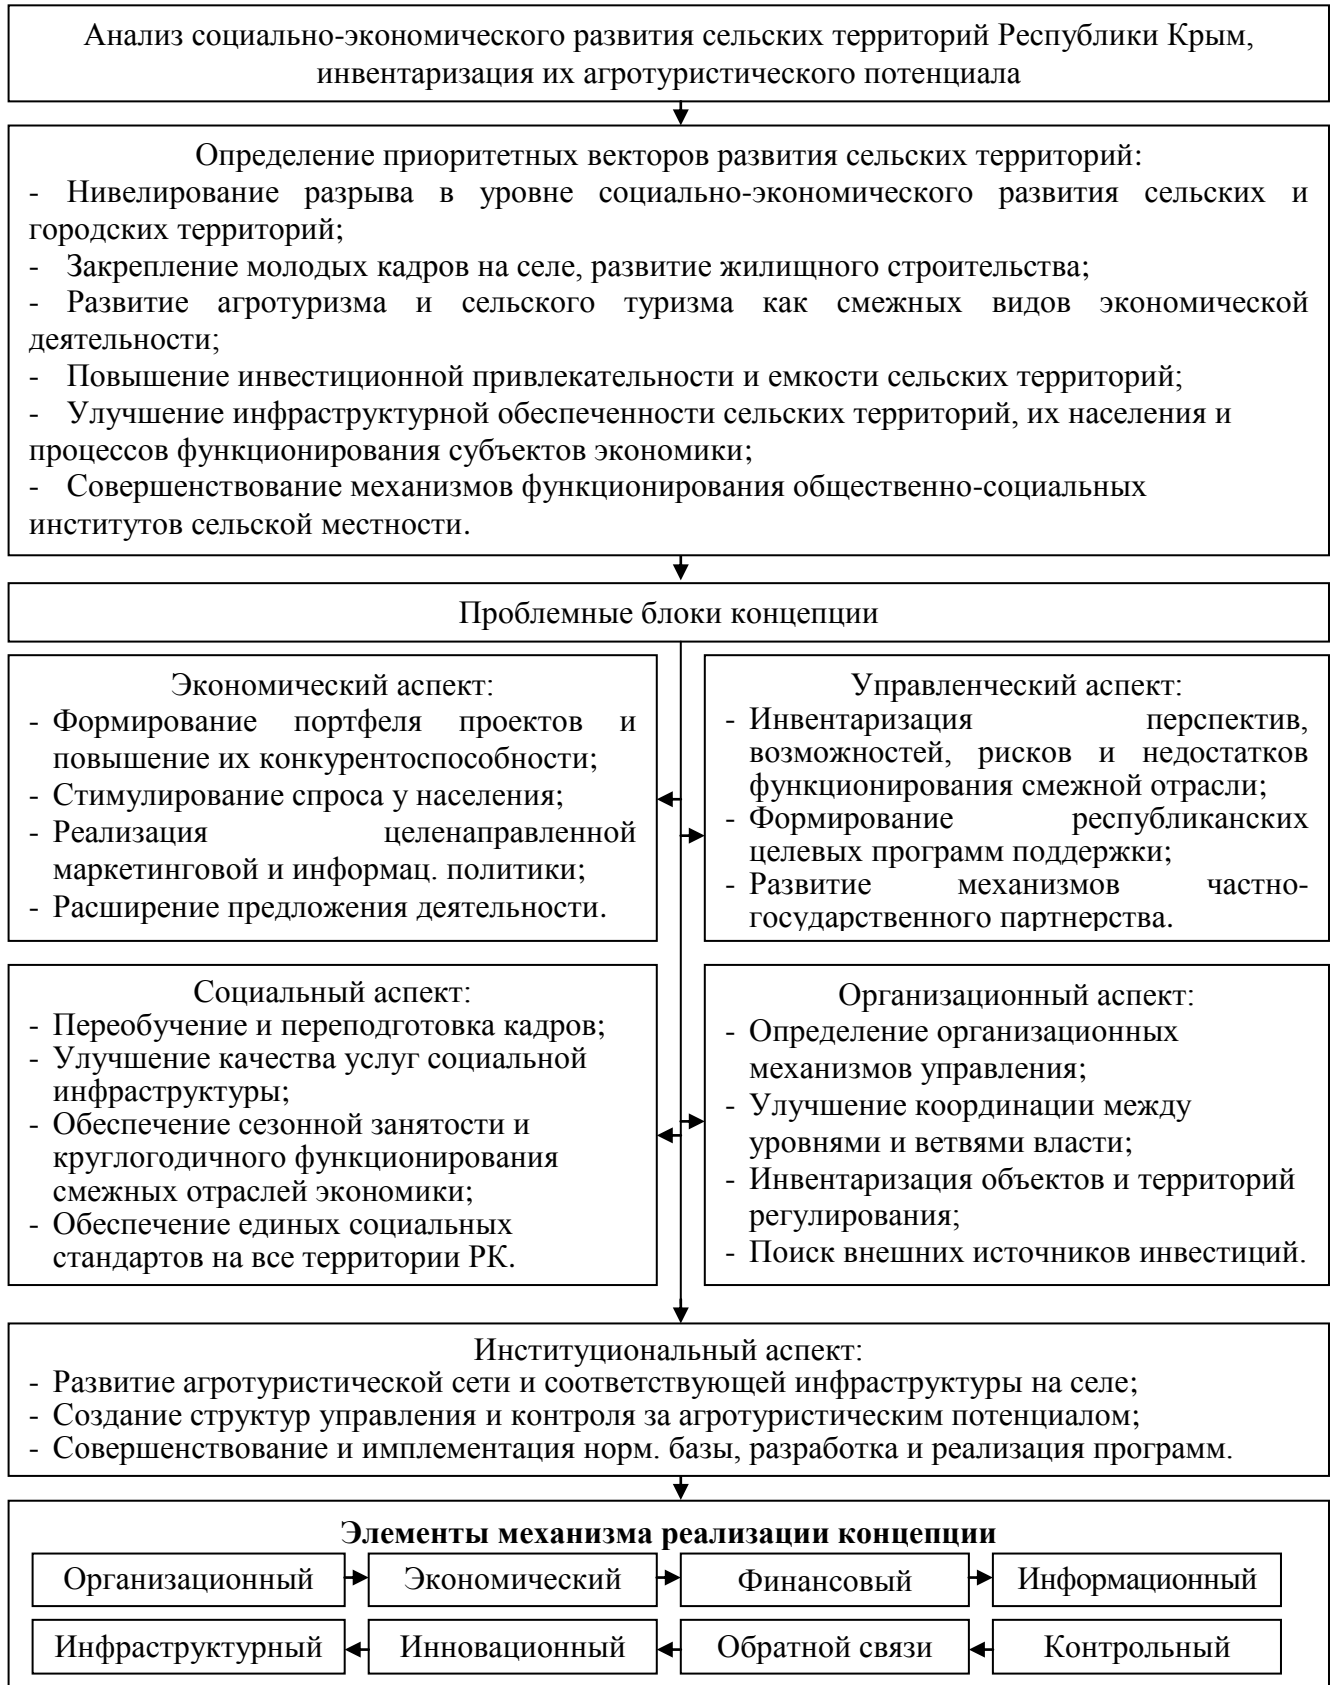 Анализ социально-экономического развития сельских территорий Республики Крым,
инвентаризация их агротуристического потенциала
Определение приоритетных векторов развития сельских территорий:
- Нивелирование разрыва в уровне социально-экономического развития сельских и
городских территорий;
- Закрепление молодых кадров на селе, развитие жилищного строительства;
- Развитие агротуризма и сельского туризма как смежных видов экономической
деятельности;
- Повышение инвестиционной привлекательности и емкости сельских территорий;
- Улучшение инфраструктурной обеспеченности сельских территорий, их населения и
процессов функционирования субъектов экономики;
- Совершенствование механизмов функционирования общественно-социальных
институтов сельской местности.
Проблемные блоки концепции
Экономический аспект:
- Формирование портфеля проектов и
повышение их конкурентоспособности;
- Стимулирование спроса у населения;
- Реализация целенаправленной
маркетинговой и информац. политики;
- Расширение предложения деятельности.
Управленческий аспект:
- Инвентаризация перспектив,
возможностей, рисков и недостатков
функционирования смежной отрасли;
- Формирование республиканских
целевых программ поддержки;
- Развитие механизмов частно-
государственного партнерства.
Социальный аспект:
- Переобучение и переподготовка кадров;
- Улучшение качества услуг социальной
инфраструктуры;
- Обеспечение сезонной занятости и
круглогодичного функционирования
смежных отраслей экономики;
- Обеспечение единых социальных
стандартов на все территории РК.
Организационный аспект:
- Определение организационных
механизмов управления;
- Улучшение координации между
уровнями и ветвями власти;
- Инвентаризация объектов и территорий
регулирования;
- Поиск внешних источников инвестиций.
Институциональный аспект:
- Развитие агротуристической сети и соответствующей инфраструктуры на селе;
- Создание структур управления и контроля за агротуристическим потенциалом;
- Совершенствование и имплементация норм. базы, разработка и реализация программ.
Элементы механизма реализации концепции
Организационный Экономический Финансовый Информационный
Инфраструктурный Инновационный Обратной связи Контрольный